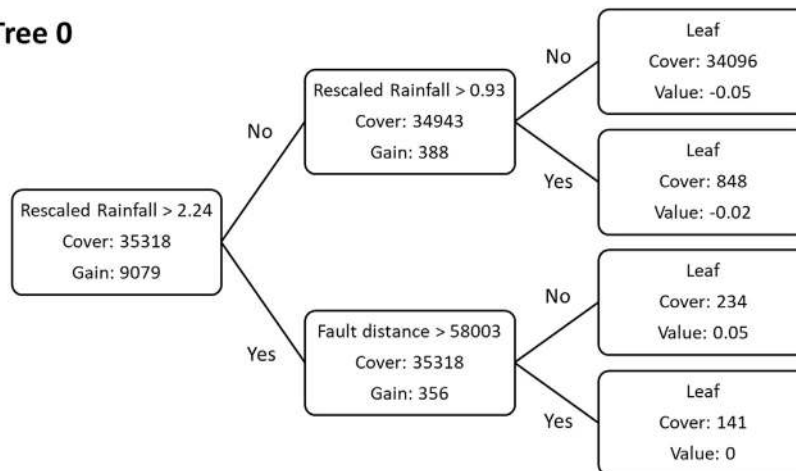 Tree 0
Rescaled Rainfall > 2.24
Cover: 35318
Gain: 9079
No
Yes
Rescaled Rainfall > 0.93
Cover: 34943
Gain: 388
No
Yes
Fault distance > 58003
Cover: 35318
Gain: 356
No
Yes
Leaf
Cover: 34096
Value: -0.05
Leaf
Cover: 848
Value: -0.02
Leaf
Cover: 234
Value: 0.05
Leaf
Cover: 141
Value: 0